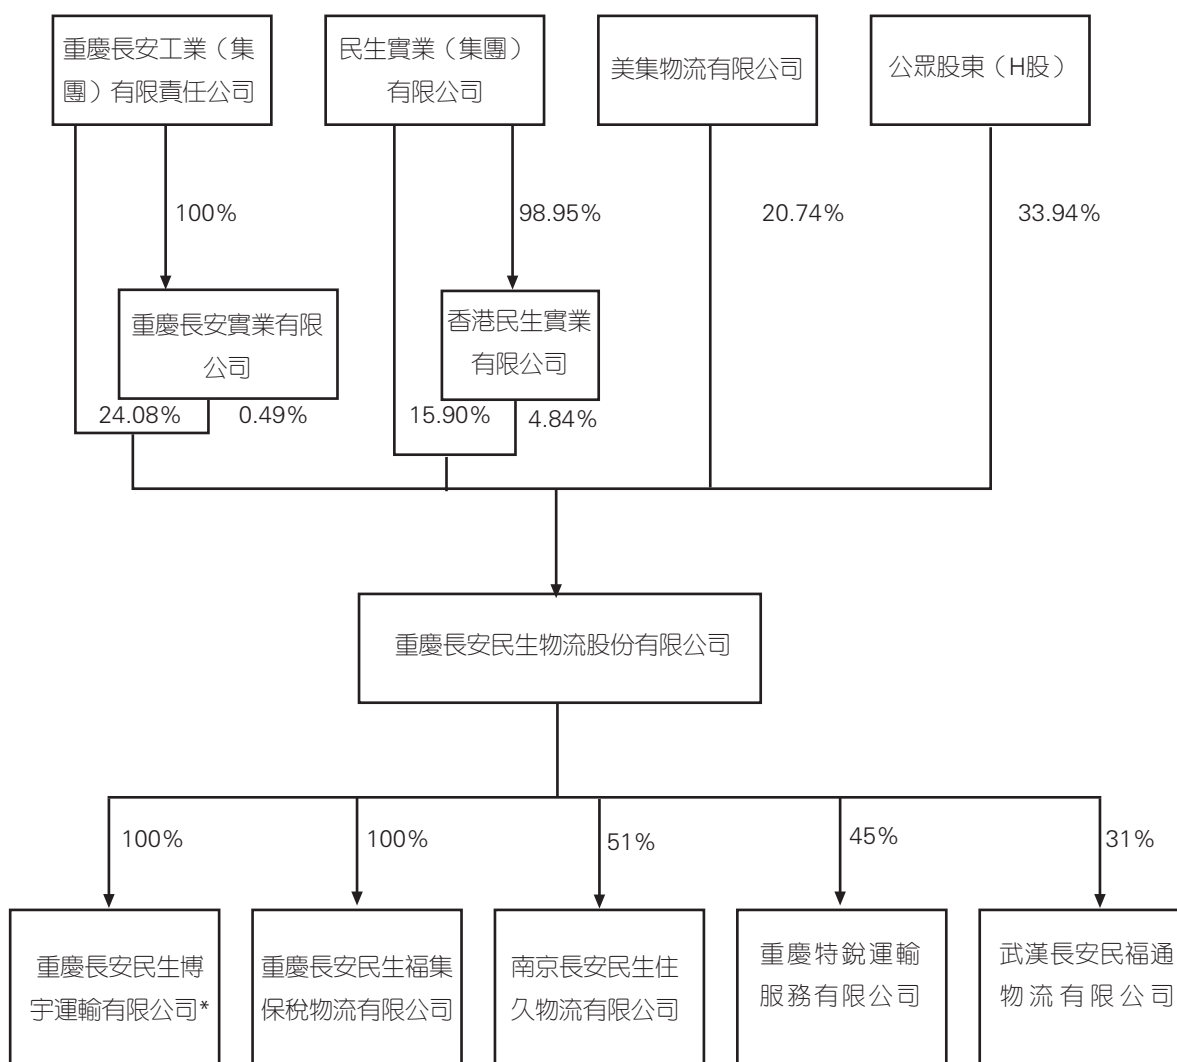 重慶長安工業（集
團）有限責任公司
民生實業（集團）
有限公司
美集物流有限公司
公眾股東（H股）
100%
98.95%
20.74%
33.94%
重慶長安實業有限
公司
香港民生實業
有限公司
24.08%
0.49%
15.90%
4.84%
重慶長安民生物流股份有限公司
100%
100%
51%
45%
31%
重慶長安民生博
宇運輸有限公司*
重慶長安民生福集
保稅物流有限公司
南京長安民生住
久物流有限公司
重慶特銳運輸
服務有限公司
武漢長安民福通
物流有限公司